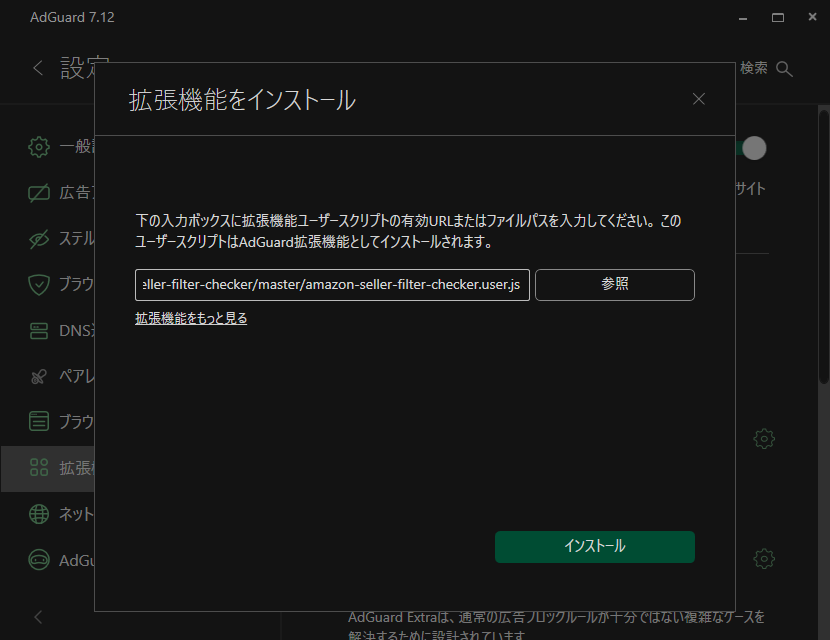 AdGuard 7.12
設定
検索
拡張機能をインストール
一般
広告
サイト
ステル
下の入力ボックスに拡張機能ユーザースクリプトの有効URLまたはファイルパスを入力してください。この
ユーザースクリプトはAdGuard拡張機能としてインストールされます。
ブラウ
eller-filter-checker/master/amazon-seller-filter-checker.user.js
参照
拡張機能をもっと見る
DNS
ペアレ
ブラウ
拡張
ネット
インストール
AdGu
AdGuard Extraは、通常の広告ブロックルールが十分ではない複雑なケースを
解決するために設計されています